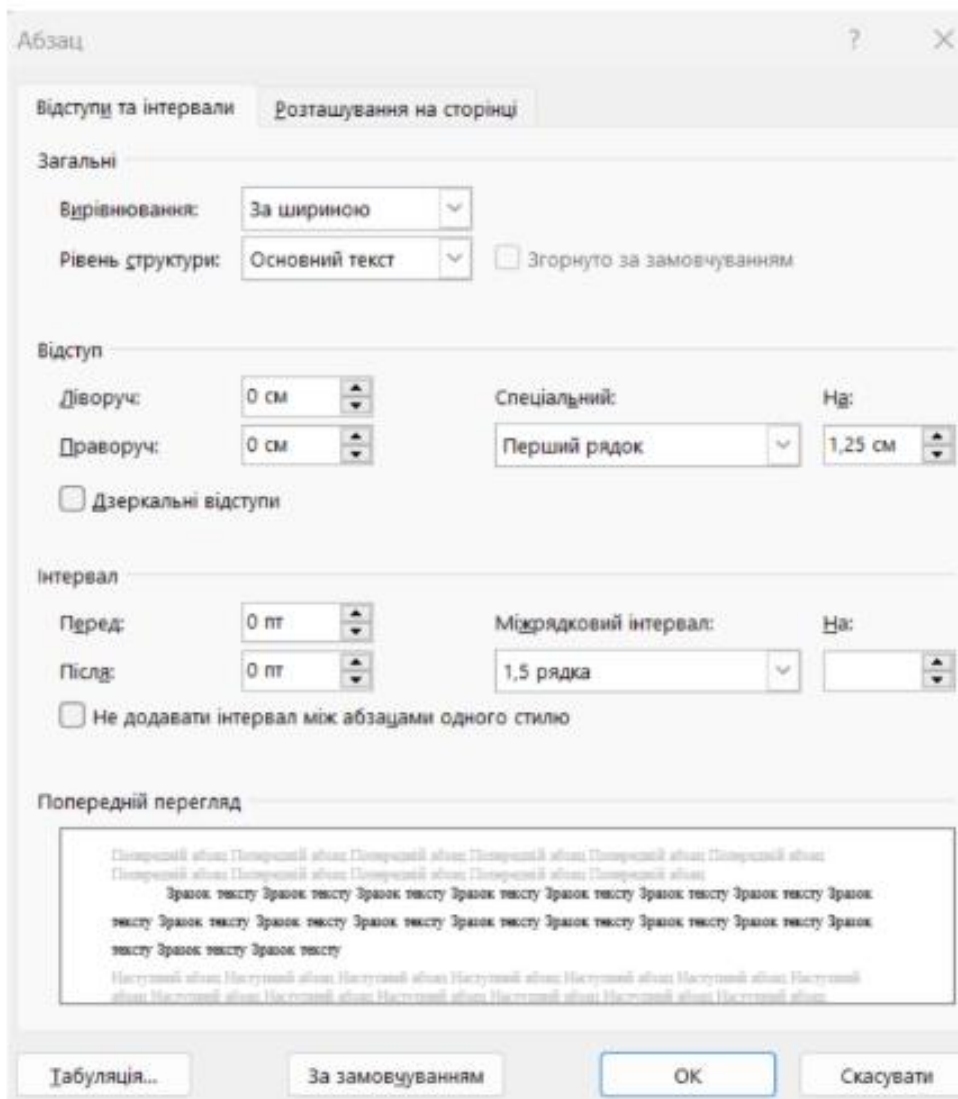 Абзац ? ×
Відступи та інтервали Розташування на сторінці
Загальні
Вирівнювання: За шириною
Рівень структури: Основний текст Згорнуто за замовчуванням
Відступ
Ліворуч: 0 см Спеціальний: На:
Праворуч: 0 см Перший рядок 1,25 см
Дзеркальні відступи
Інтервал
Перед: 0 пт Міжрядковий інтервал: На:
Після: 0 пт 1,5 рядка
Не додавати інтервал між абзацами одного стилю
Попередній перегляд
Попередній абзац Попередній абзац Попередній абзац Попередній абзац Попередній абзац Попередній абзац
Попередній абзац Попередній абзац Попередній абзац Попередній абзац Попередній абзац
Зразок тексту Зразок тексту Зразок тексту Зразок тексту Зразок тексту Зразок тексту Зразок тексту Зразок
тексту Зразок тексту Зразок тексту Зразок тексту Зразок тексту Зразок тексту Зразок тексту Зразок тексту Зразок
тексту Зразок тексту Зразок тексту
Наступний абзац Наступний абзац Наступний абзац Наступний абзац Наступний абзац Наступний абзац Наступний
абзац Наступний абзац Наступний абзац Наступний абзац Наступний абзац Наступний абзац Наступний абзац
Табуляція... За замовчуванням ОК Скасувати